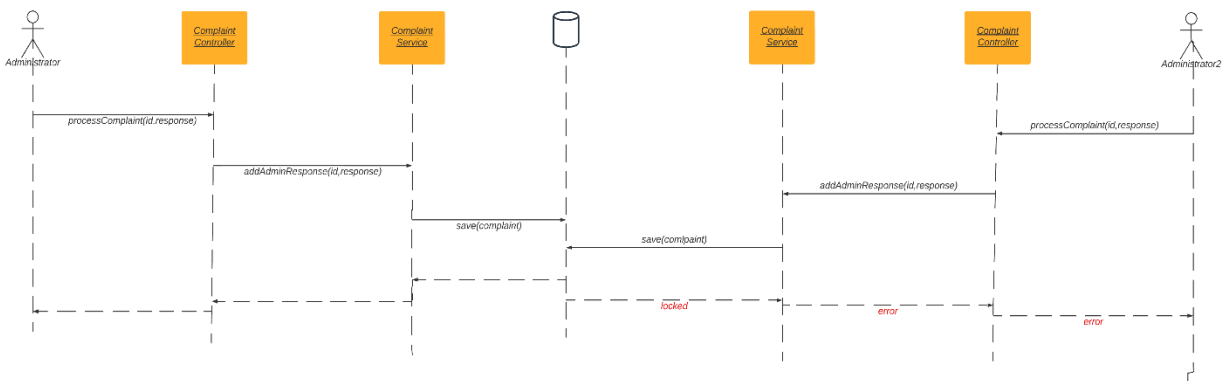 Complaint
Controller
Complaint
Service
Complaint
Service
Complaint
Controller
Administrator
Administrator2
processComplaint(id,response)
processComplaint(id,response)
addAdminResponse(id,response)
addAdminResponse(id,response)
save(complaint)
save(comlpaint)
locked
error
error